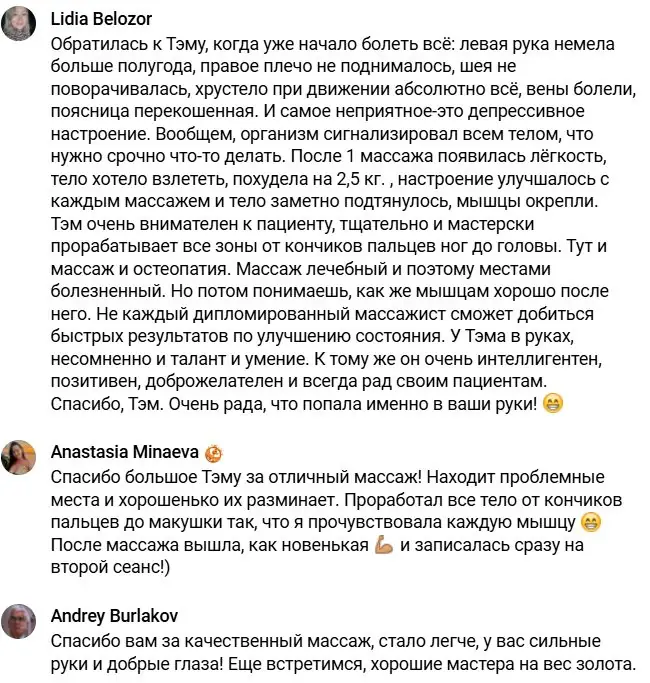 Lidia Belozor
Обратилась к Тэму, когда уже начало болеть всё: левая рука немела
больше полугода, правое плечо не поднималось, шея не
поворачивалась, хрустело при движении абсолютно всё, вены болели,
поясница перекошенная. И самое неприятное-это депрессивное
настроение. Вообщем, организм сигнализировал всем телом, что
нужно срочно что-то делать. После 1 массажа появилась лёгкость,
тело хотело взлететь, похудела на 2,5 кг. , настроение улучшалось с
каждым массажем и тело заметно подтянулось, мышцы окрепли.
Тэм очень внимателен к пациенту, тщательно и мастерски
прорабатывает все зоны от кончиков пальцев ног до головы. Тут и
массаж и остеопатия. Массаж лечебный и поэтому местами
болезненный. Но потом понимаешь, как же мышцам хорошо после
него. Не каждый дипломированный массажист сможет добиться
быстрых результатов по улучшению состояния. У Тэма в руках,
несомненно и талант и умение. К тому же он очень интеллигентен,
позитивен, доброжелателен и всегда рад своим пациентам.
Спасибо, Тэм. Очень рада, что попала именно в ваши руки! 😁
Anastasia Minaeva
Спасибо большое Тэму за отличный массаж! Находит проблемные
места и хорошенько их разминает. Проработал все тело от кончиков
пальцев до макушки так, что я прочувствовала каждую мышцу 😁
После массажа вышла, как новенькая 💪🏽 и записалась сразу на
второй сеанс!)
Andrey Burlakov
Спасибо вам за качественный массаж, стало легче, у вас сильные
руки и добрые глаза! Еще встретимся, хорошие мастера на вес золота.